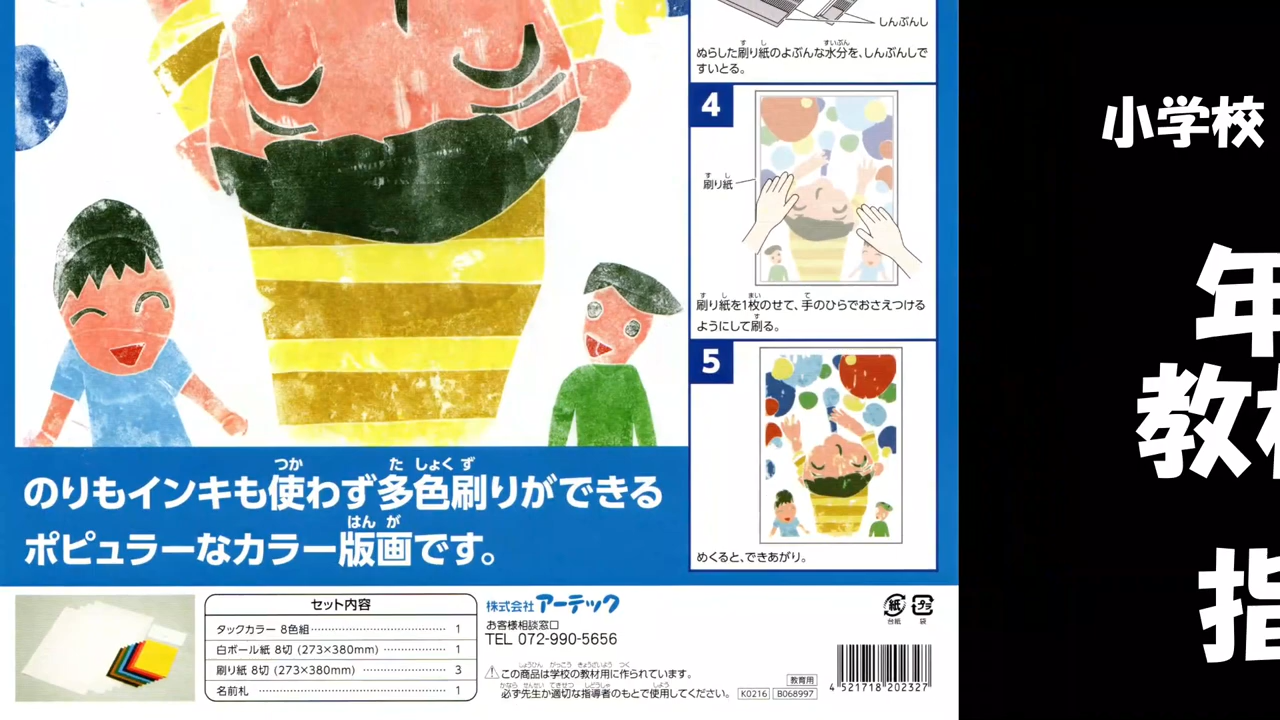 しんぶんし
ぬらした刷り紙のよぶんな水分を、しんぶんしで
すいとる。
4
刷り紙
刷り紙を1枚のせて、手のひらでおさえつける
ようにして刷る。
5
めくると、できあがり。
のりもインキも使わず多色刷りができる
ポピュラーなカラー版画です。
セット内容
タックカラー 8色組 1
白ボール紙 8切 (273×380mm) 1
刷り紙 8切 (273×380mm) 3
名前札 1
株式会社 アーテック
お客様相談窓口
TEL 072-990-5656
この商品は学校の教材用に作られています。
必ず先生か適切な指導者のもとで使用してください。
K0216 B068997
教育用
紙
台紙
プラ
袋
4 521718 202327
小学校
年
教材
指